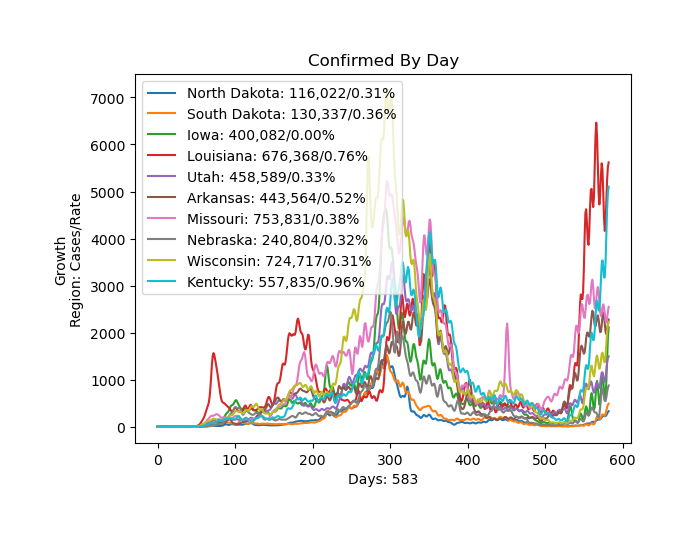 Confirmed By Day
7000
6000
5000
4000
3000
2000
1000
0
Growth
Region: Cases/Rate
North Dakota: 116,022/0.31%
South Dakota: 130,337/0.36%
Iowa: 400,082/0.00%
Louisiana: 676,368/0.76%
Utah: 458,589/0.33%
Arkansas: 443,564/0.52%
Missouri: 753,831/0.38%
Nebraska: 240,804/0.32%
Wisconsin: 724,717/0.31%
Kentucky: 557,835/0.96%
0 100 200 300 400 500 600
Days: 583